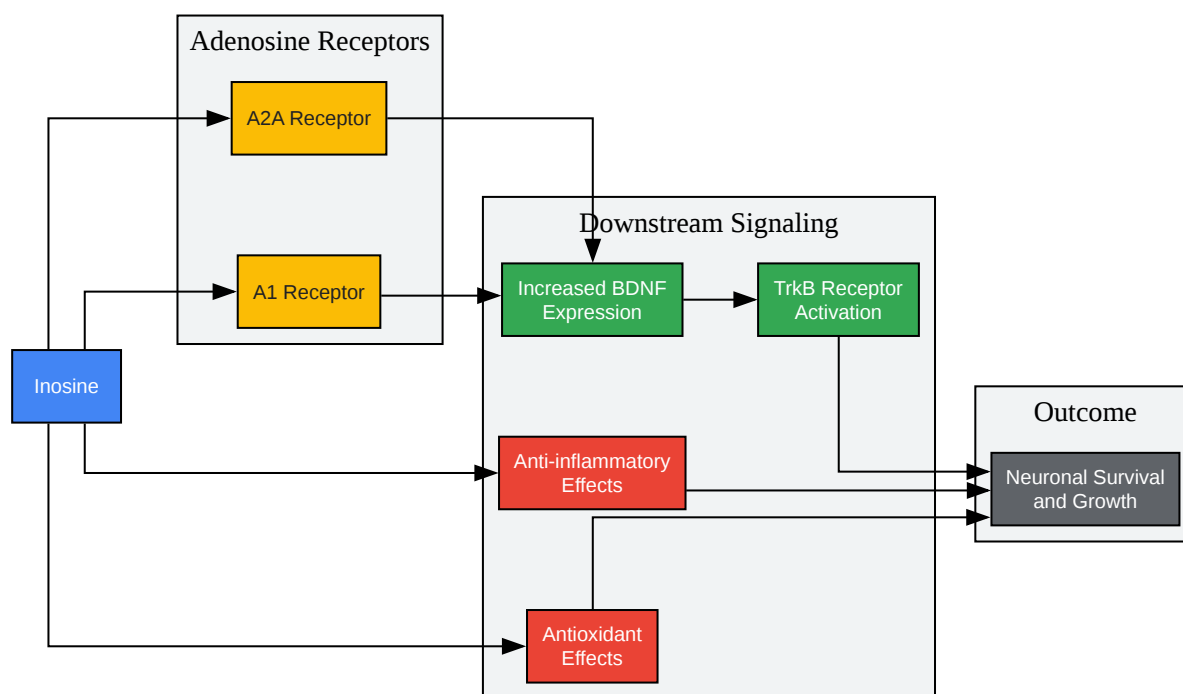 Adenosine Receptors
A2A Receptor
A1 Receptor
Inosine
Downstream Signaling
Increased BDNF
Expression
TrkB Receptor
Activation
Anti-inflammatory
Effects
Antioxidant
Effects
Outcome
Neuronal Survival
and Growth